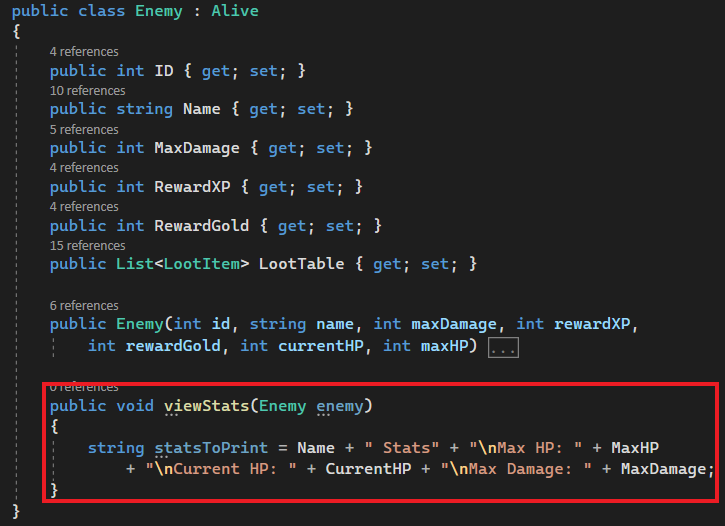 public class Enemy : Alive
{
4 references
public int ID { get; set; }
10 references
public string Name { get; set; }
5 references
public int MaxDamage { get; set; }
4 references
public int RewardXP { get; set; }
4 references
public int RewardGold { get; set; }
15 references
public List<LootItem> LootTable { get; set; }
6 references
public Enemy(int id, string name, int maxDamage, int rewardXP,
int rewardGold, int currentHP, int maxHP) ...
0 references
public void viewStats(Enemy enemy)
{
string statsToPrint = Name + " Stats" + "\nMax HP: " + MaxHP
+ "\nCurrent HP: " + CurrentHP + "\nMax Damage: " + MaxDamage;
}
}